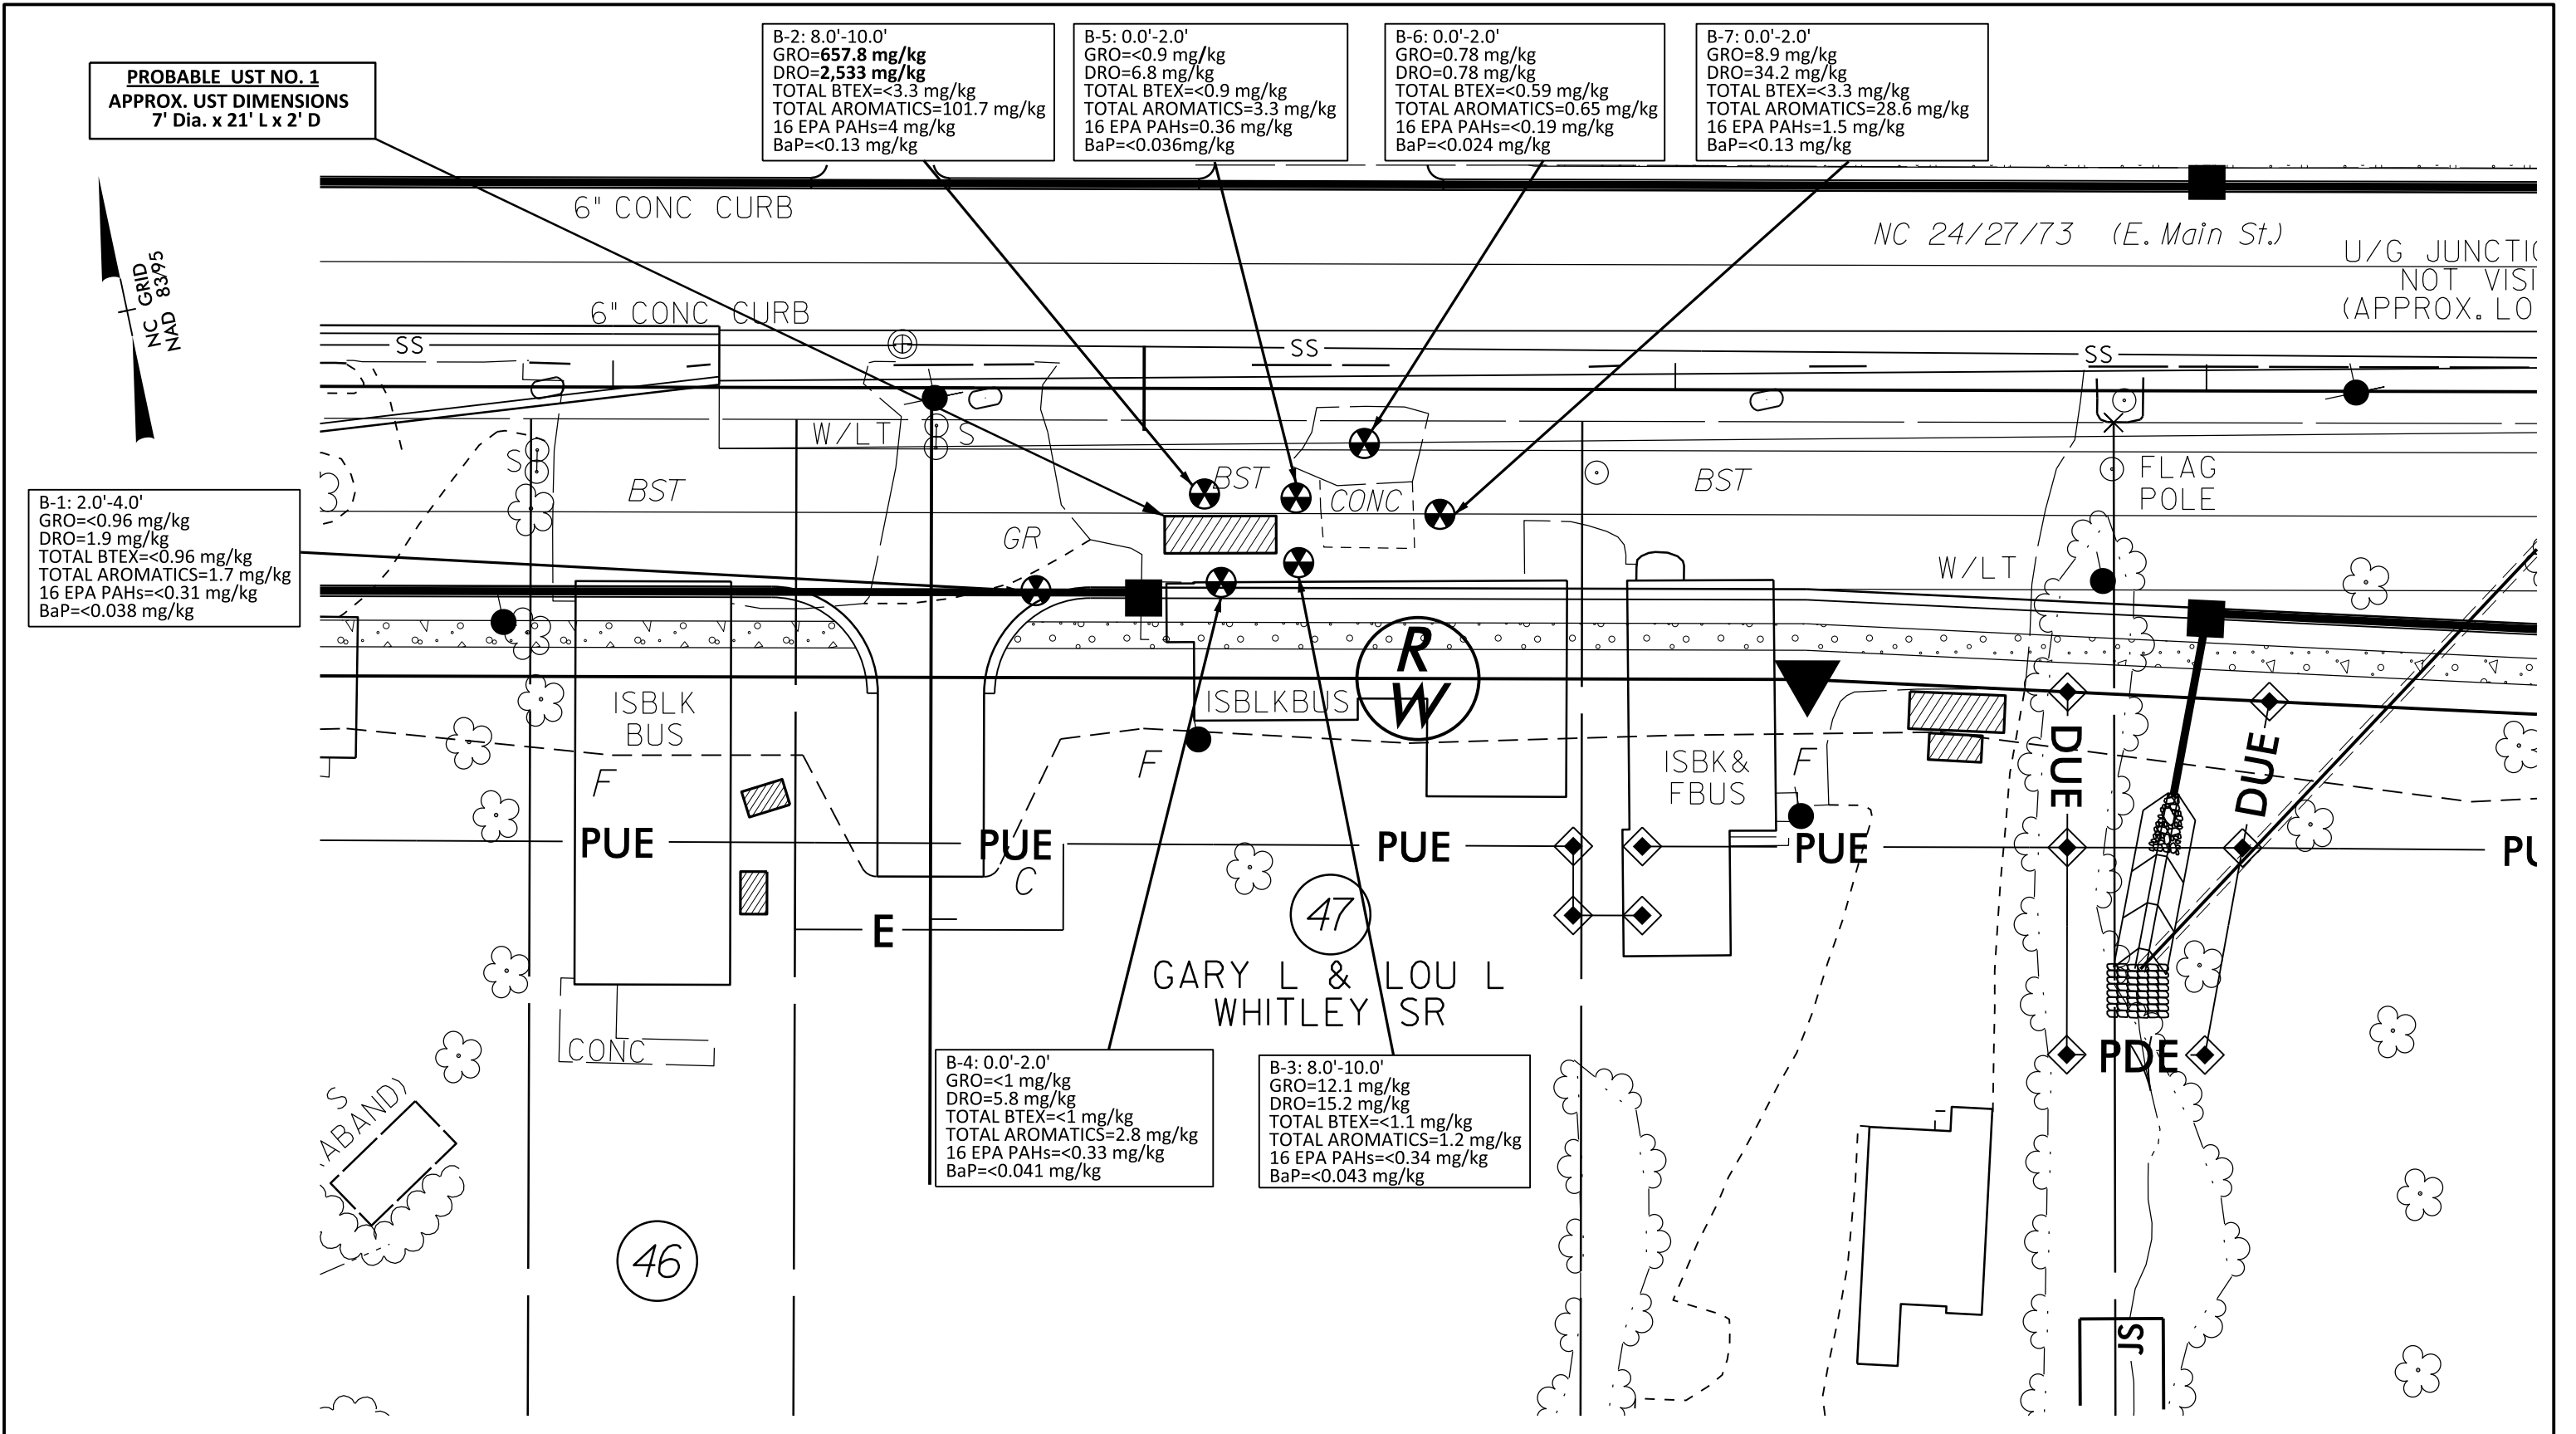 PROBABLE UST NO. 1
APPROX. UST DIMENSIONS
7' Dia. x 21' L x 2' D
B-2: 8.0'-10.0'
GRO=657.8 mg/kg
DRO=2,533 mg/kg
TOTAL BTEX=<3.3 mg/kg
TOTAL AROMATICS=101.7 mg/kg
16 EPA PAHs=4 mg/kg
BaP=<0.13 mg/kg
B-5: 0.0'-2.0'
GRO=<0.9 mg/kg
DRO=6.8 mg/kg
TOTAL BTEX=<0.9 mg/kg
TOTAL AROMATICS=3.3 mg/kg
16 EPA PAHs=0.36 mg/kg
BaP=<0.036mg/kg
B-6: 0.0'-2.0'
GRO=0.78 mg/kg
DRO=0.78 mg/kg
TOTAL BTEX=<0.59 mg/kg
TOTAL AROMATICS=0.65 mg/kg
16 EPA PAHs=<0.19 mg/kg
BaP=<0.024 mg/kg
B-7: 0.0'-2.0'
GRO=8.9 mg/kg
DRO=34.2 mg/kg
TOTAL BTEX=<3.3 mg/kg
TOTAL AROMATICS=28.6 mg/kg
16 EPA PAHs=1.5 mg/kg
BaP=<0.13 mg/kg
NC GRID
NAD 83/95
6" CONC CURB
NC 24/27/73 (E. Main St.)
U/G JUNCTIO
NOT VISI
(APPROX. LO
6" CONC CURB
SS
SS
SS
W/LT
S
S
BST
BST
CONC
BST
FLAG
POLE
GR
W/LT
B-1: 2.0'-4.0'
GRO=<0.96 mg/kg
DRO=1.9 mg/kg
TOTAL BTEX=<0.96 mg/kg
TOTAL AROMATICS=1.7 mg/kg
16 EPA PAHs=<0.31 mg/kg
BaP=<0.038 mg/kg
ISBLK
BUS
ISBLKBUS
R
W
ISBK&
FBUS
F
F
F
DUE
DUE
PUE
PUE
PUE
PUE
PU
C
E
47
GARY L & LOU L
WHITLEY SR
CONC
PDE
B-4: 0.0'-2.0'
GRO=<1 mg/kg
DRO=5.8 mg/kg
TOTAL BTEX=<1 mg/kg
TOTAL AROMATICS=2.8 mg/kg
16 EPA PAHs=<0.33 mg/kg
BaP=<0.041 mg/kg
B-3: 8.0'-10.0'
GRO=12.1 mg/kg
DRO=15.2 mg/kg
TOTAL BTEX=<1.1 mg/kg
TOTAL AROMATICS=1.2 mg/kg
16 EPA PAHs=<0.34 mg/kg
BaP=<0.043 mg/kg
S
(ABAND)
46
JS